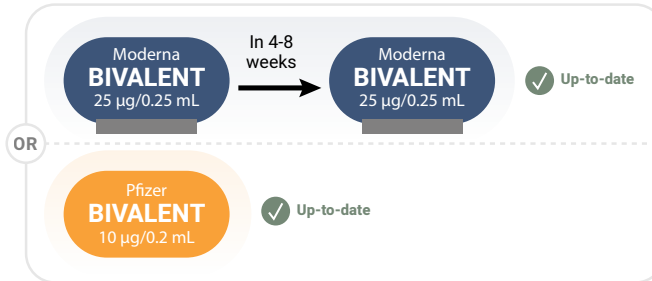 Moderna
BIVALENT
25 µg/0.25 mL
In 4-8
weeks
Moderna
BIVALENT
25 µg/0.25 mL
Up-to-date
OR
Pfizer
BIVALENT
10 µg/0.2 mL
Up-to-date